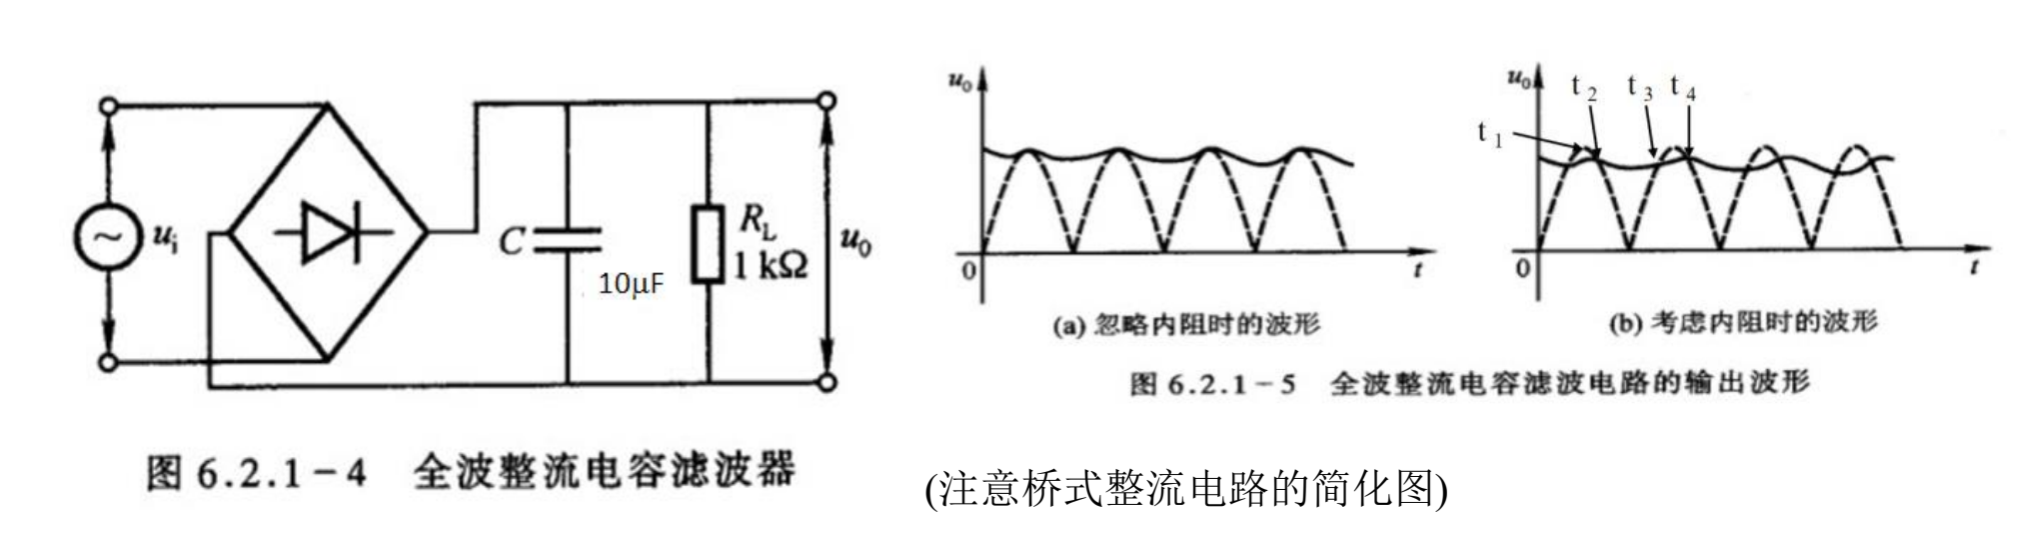 uᵢ
C
10μF
R_L
1 kΩ
u₀
图 6.2.1-4 全波整流电容滤波器
u₀
0
t
(a) 忽略内阻时的波形
u₀
t₁
t₂
t₃
t₄
0
t
(b) 考虑内阻时的波形
图 6.2.1-5 全波整流电容滤波电路的输出波形
(注意桥式整流电路的简化图)